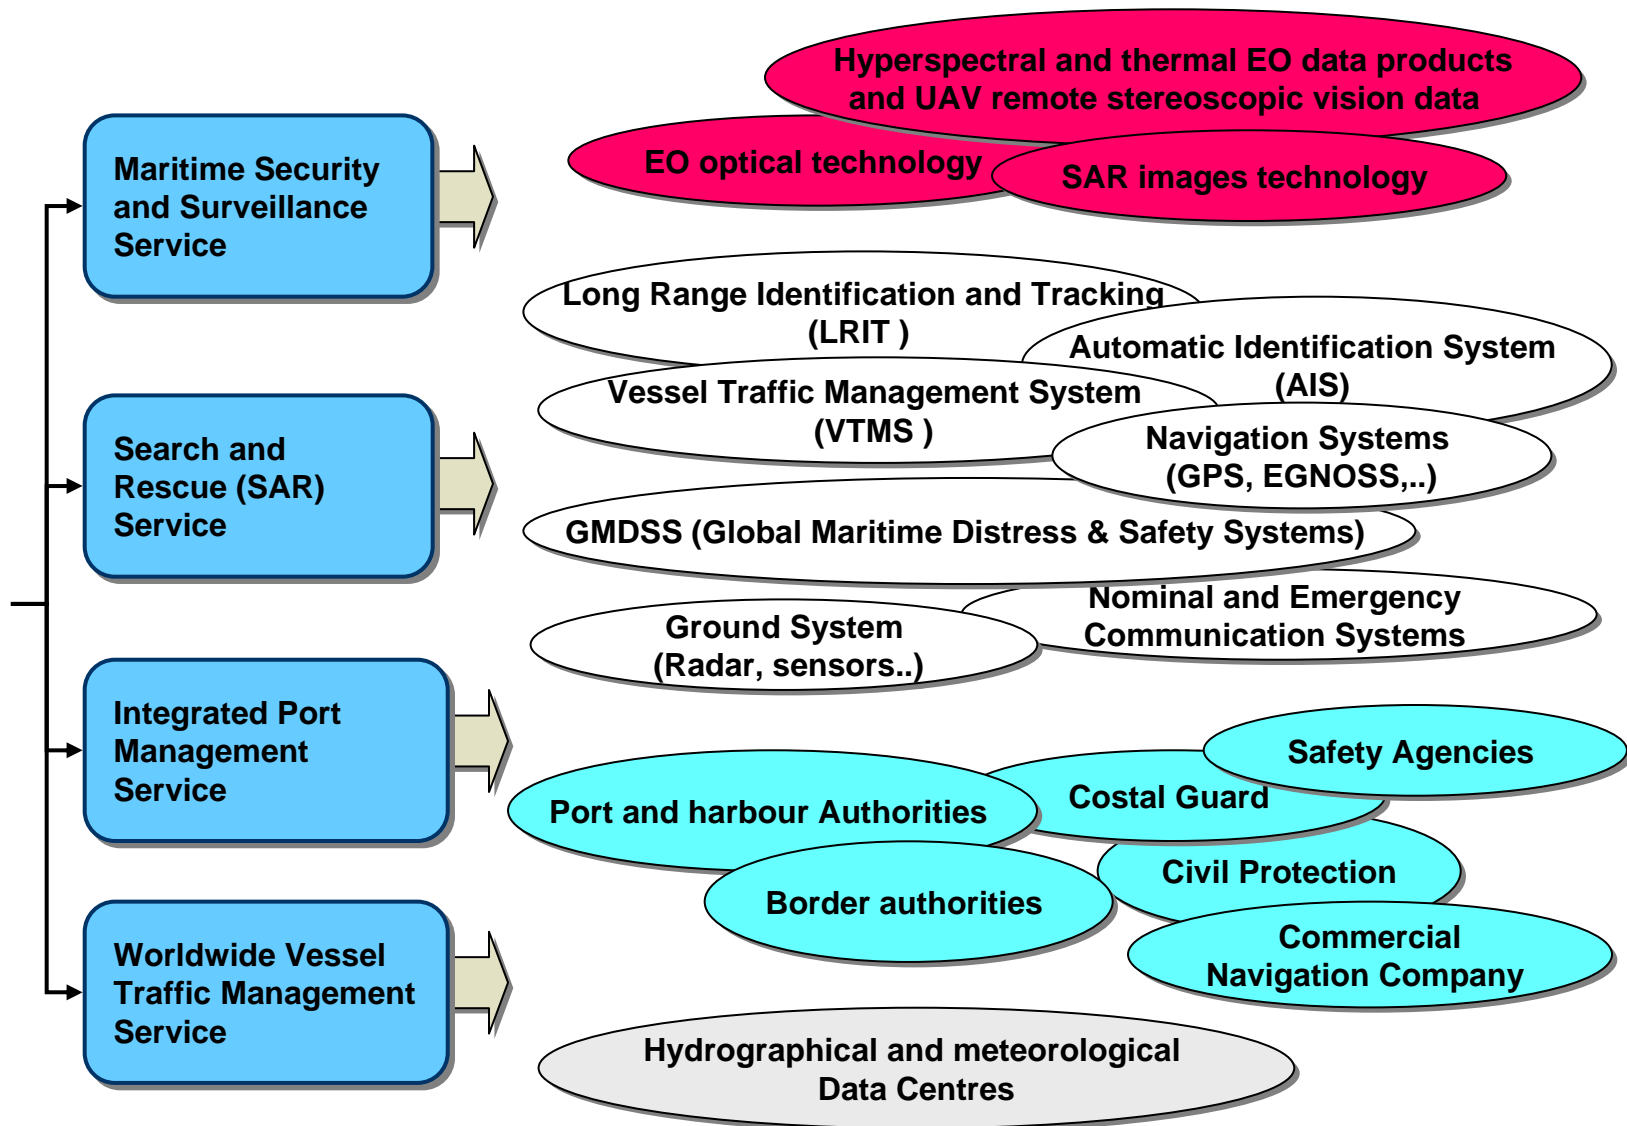 Maritime Security
and Surveillance
Service
Search and
Rescue (SAR)
Service
Integrated Port
Management
Service
Worldwide Vessel
Traffic Management
Service
Hyperspectral and thermal EO data products
and UAV remote stereoscopic vision data
EO optical technology
SAR images technology
Long Range Identification and Tracking
(LRIT )
Automatic Identification System
(AIS)
Vessel Traffic Management System
(VTMS )
Navigation Systems
(GPS, EGNOSS,..)
GMDSS (Global Maritime Distress & Safety Systems)
Nominal and Emergency
Communication Systems
Ground System
(Radar, sensors..)
Safety Agencies
Costal Guard
Port and harbour Authorities
Civil Protection
Border authorities
Commercial
Navigation Company
Hydrographical and meteorological
Data Centres